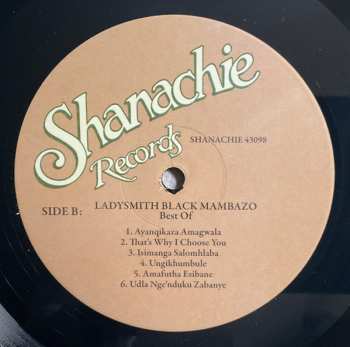 Shanachie
Records
SHANACHIE 43098
SIDE B: LADYSMITH BLACK MAMBAZO
Best Of
1. Ayanqikaza Amagwala
2. That's Why I Choose You
3. Isimanga Salomhlaba
4. Ungikhumbule
5. Amafutha Esibane
6. Udla Nge'nduku Zabanye